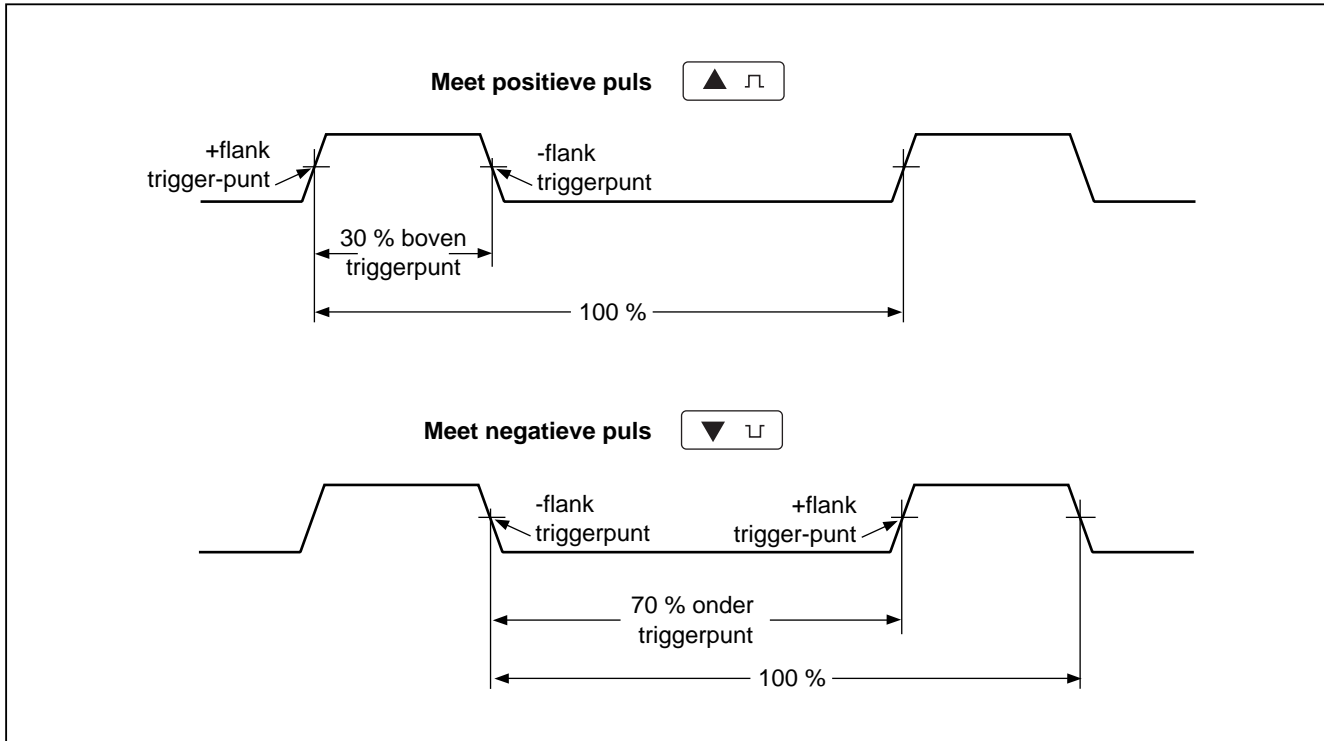 Meet positieve puls
+flank
trigger-punt
-flank
triggerpunt
30 % boven
triggerpunt
100 %
Meet negatieve puls
-flank
triggerpunt
+flank
trigger-punt
70 % onder
triggerpunt
100 %